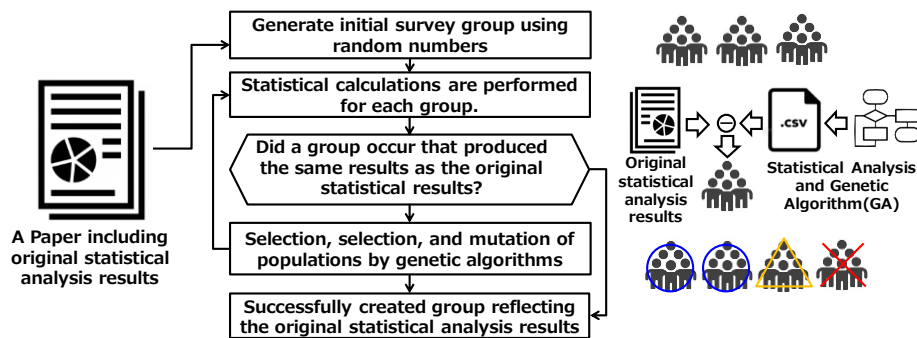 Generate initial survey group using
random numbers
Statistical calculations are performed
for each group.
Did a group occur that produced
the same results as the original
statistical results?
Selection, selection, and mutation of
populations by genetic algorithms
Successfully created group reflecting
the original statistical analysis results
A Paper including
original statistical
analysis results
.csv
Original
statistical
analysis
results
Statistical Analysis
and Genetic
Algorithm(GA)